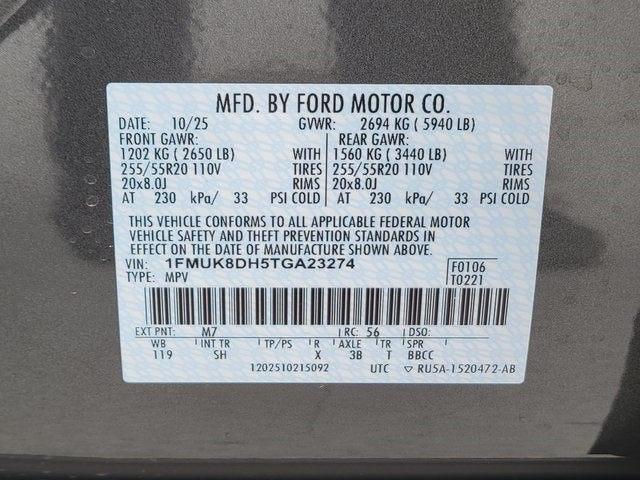 MFD. BY FORD MOTOR CO.
DATE: 10/25 GVWR: 2694 KG ( 5940 LB)
FRONT GAWR: REAR GAWR:
1202 KG ( 2650 LB) WITH 1560 KG ( 3440 LB) WITH
255/55R20 110V TIRES 255/55R20 110V TIRES
20x8.0J RIMS 20x8.0J RIMS
AT 230 kPa/ 33 PSI COLD AT 230 kPa/ 33 PSI COLD
THIS VEHICLE CONFORMS TO ALL APPLICABLE FEDERAL MOTOR
VEHICLE SAFETY AND THEFT PREVENTION STANDARDS IN
EFFECT ON THE DATE OF MANUFACTURE SHOWN ABOVE.
VIN: 1FMUK8DH5TGA23274 F0106
TYPE: MPV T0221
EXT PNT: M7 RC: 56 DSO:
WB INT TR TP/PS R AXLE TR SPR
119 SH X 3B T BBCC
1202510215092 UTC ▽ RU5A-1520472-AB